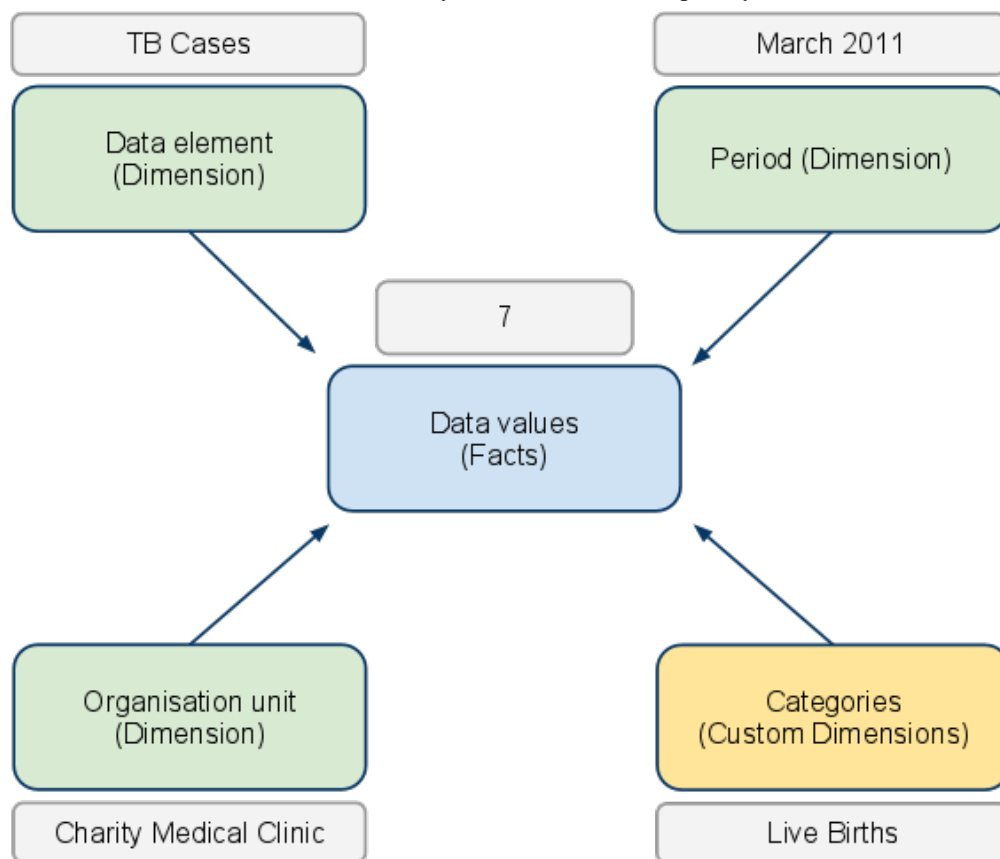 TB Cases
March 2011
Data element
(Dimension)
Period (Dimension)
7
Data values
(Facts)
Organisation unit
(Dimension)
Categories
(Custom Dimensions)
Charity Medical Clinic
Live Births